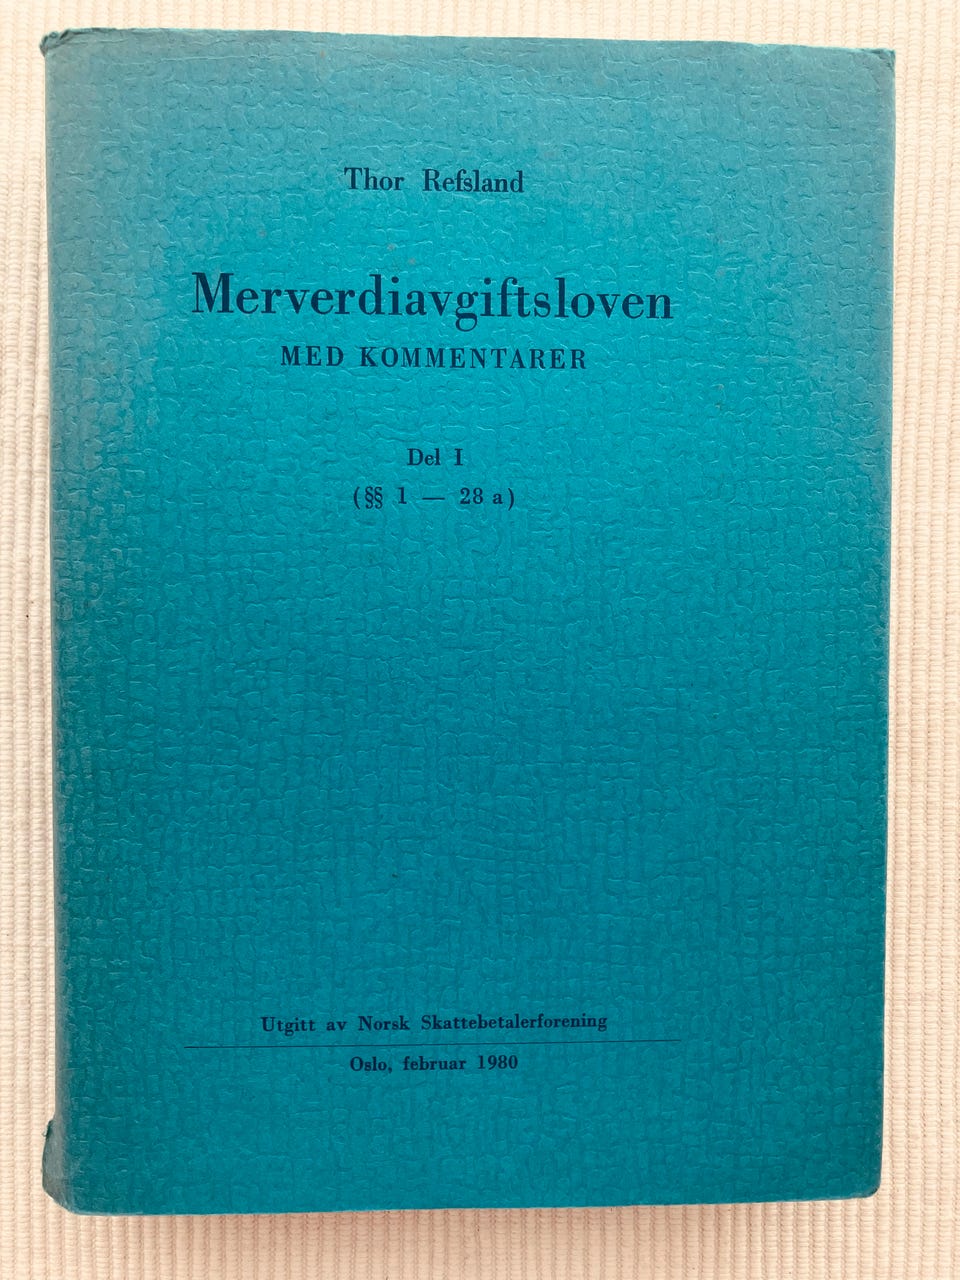 Thor Refsland
Merverdiavgiftsloven
MED KOMMENTARER
Del I
(§§ 1 — 28 a)
Utgitt av Norsk Skattebetalerforening
Oslo, februar 1980